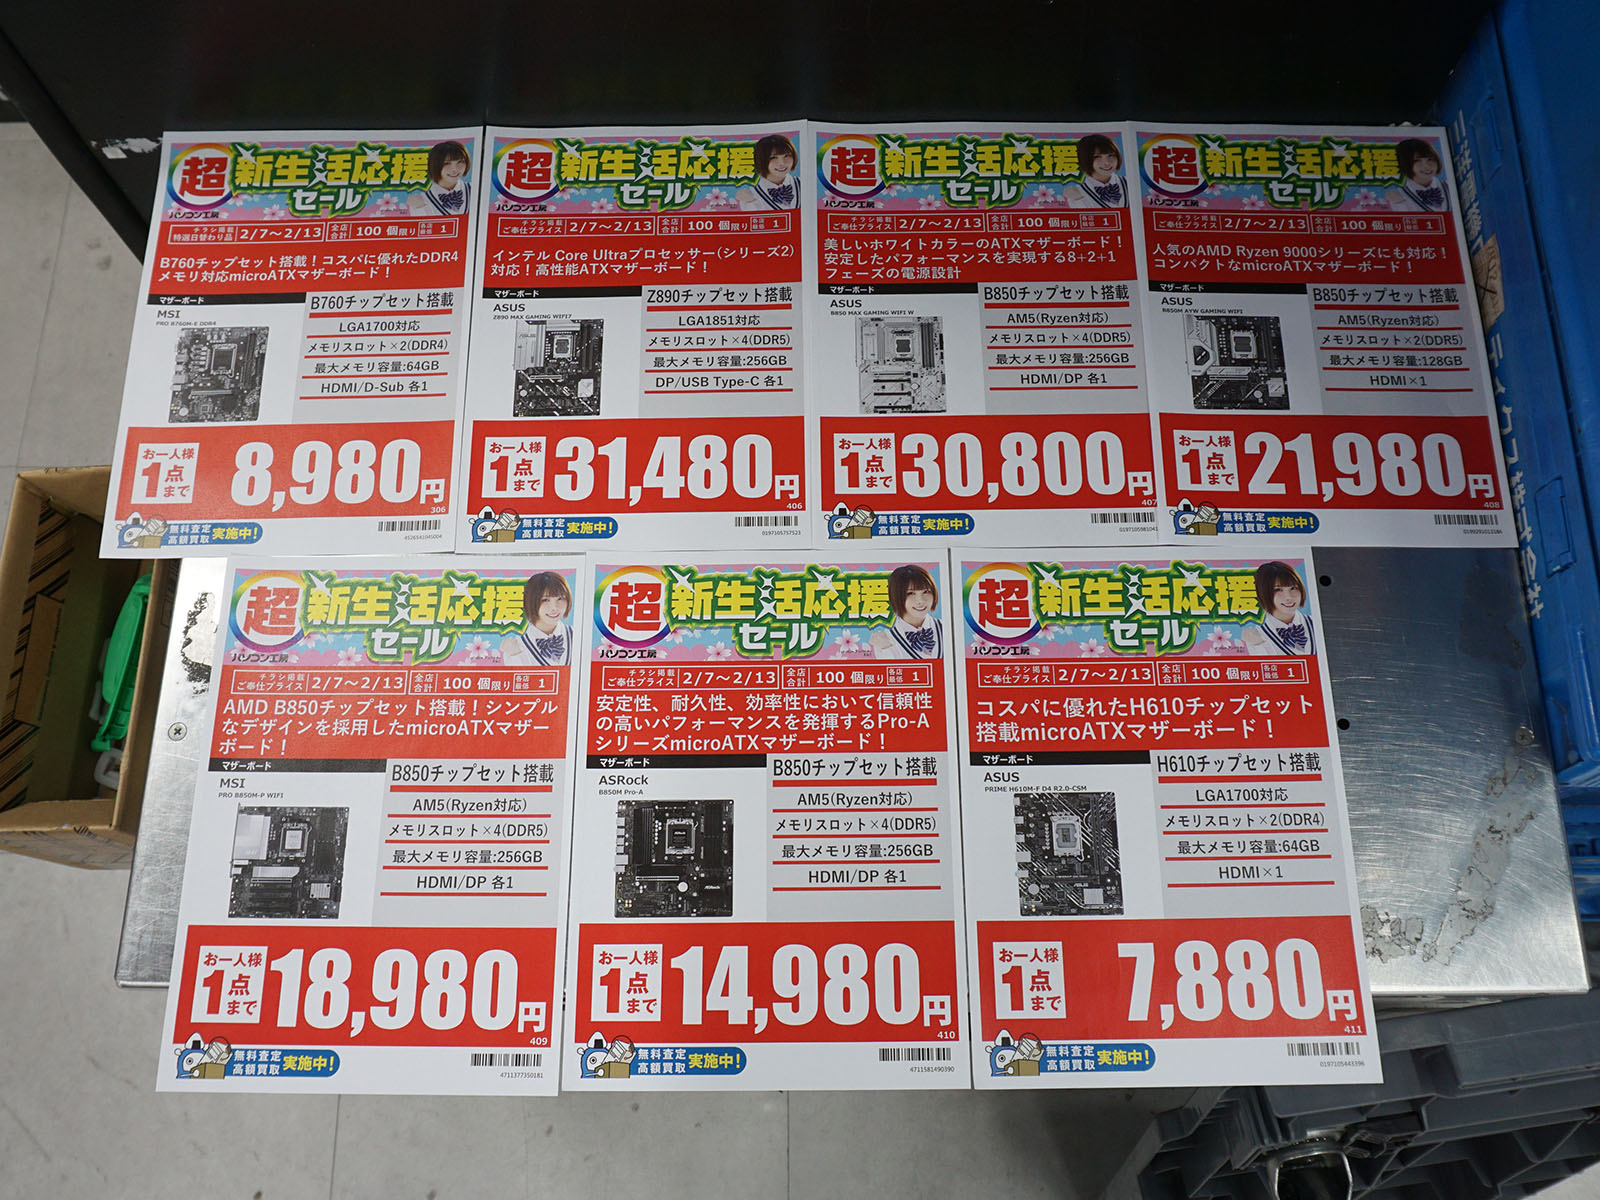 超
新生活応援
セール
パソコン工房
チラシ掲載
特選日替わり品
2/7～2/13
全店
合計
100 個限り
各店
最低
1
B760チップセット搭載！コスパに優れたDDR4
メモリ対応microATXマザーボード！
マザーボード
MSI
PRO B760M-E DDR4
B760チップセット搭載
LGA1700対応
メモリスロット×2(DDR4)
最大メモリ容量:64GB
HDMI/D-Sub 各1
お一人様
1点
まで
8,980円
306
無料査定
高額買取
実施中!
4526541045004
超
新生活応援
セール
パソコン工房
チラシ掲載
ご奉仕プライス
2/7～2/13
全店
合計
100 個限り
各店
最低
1
インテル Core Ultraプロセッサー(シリーズ2)
対応！高性能ATXマザーボード！
マザーボード
ASUS
Z890 MAX GAMING WIFI7
Z890チップセット搭載
LGA1851対応
メモリスロット×4(DDR5)
最大メモリ容量:256GB
DP/USB Type-C 各1
お一人様
1点
まで
31,480円
406
無料査定
高額買取
実施中!
0197105757523
超
新生活応援
セール
パソコン工房
チラシ掲載
ご奉仕プライス
2/7～2/13
全店
合計
100 個限り
各店
最低
1
美しいホワイトカラーのATXマザーボード！
安定したパフォーマンスを実現する8+2+1
フェーズの電源設計
マザーボード
ASUS
B850 MAX GAMING WIFI W
B850チップセット搭載
AM5(Ryzen対応)
メモリスロット×4(DDR5)
最大メモリ容量:256GB
HDMI/DP 各1
お一人様
1点
まで
30,800円
407
無料査定
高額買取
実施中!
超
新生活応援
セール
パソコン工房
チラシ掲載
ご奉仕プライス
2/7～2/13
全店
合計
100 個限り
各店
最低
1
人気のAMD Ryzen 9000シリーズにも対応！
コンパクトなmicroATXマザーボード！
マザーボード
ASUS
B850M AYW GAMING WIFI
B850チップセット搭載
AM5(Ryzen対応)
メモリスロット×2(DDR5)
最大メモリ容量:128GB
HDMI×1
お一人様
1点
まで
21,980円
408
無料査定
高額買取
実施中!
超
新生活応援
セール
パソコン工房
チラシ掲載
ご奉仕プライス
2/7～2/13
全店
合計
100 個限り
各店
最低
1
AMD B850チップセット搭載！シンプル
なデザインを採用したmicroATXマザー
ボード！
マザーボード
MSI
PRO B850M-P WIFI
B850チップセット搭載
AM5(Ryzen対応)
メモリスロット×4(DDR5)
最大メモリ容量:256GB
HDMI/DP 各1
お一人様
1点
まで
18,980円
409
無料査定
高額買取
実施中!
4711377350181
超
新生活応援
セール
パソコン工房
チラシ掲載
ご奉仕プライス
2/7～2/13
全店
合計
100 個限り
各店
最低
1
安定性、耐久性、効率性において信頼性
の高いパフォーマンスを発揮するPro-A
シリーズmicroATXマザーボード！
マザーボード
ASRock
B850M Pro-A
B850チップセット搭載
AM5(Ryzen対応)
メモリスロット×4(DDR5)
最大メモリ容量:256GB
HDMI/DP 各1
お一人様
1点
まで
14,980円
410
無料査定
高額買取
実施中!
4711581490390
超
新生活応援
セール
パソコン工房
チラシ掲載
ご奉仕プライス
2/7～2/13
全店
合計
100 個限り
各店
最低
1
コスパに優れたH610チップセット
搭載microATXマザーボード！
マザーボード
ASUS
PRIME H610M-F D4 R2.0-CSM
H610チップセット搭載
LGA1700対応
メモリスロット×2(DDR4)
最大メモリ容量:64GB
HDMI×1
お一人様
1点
まで
7,880円
411
無料査定
高額買取
実施中!
0197105443396